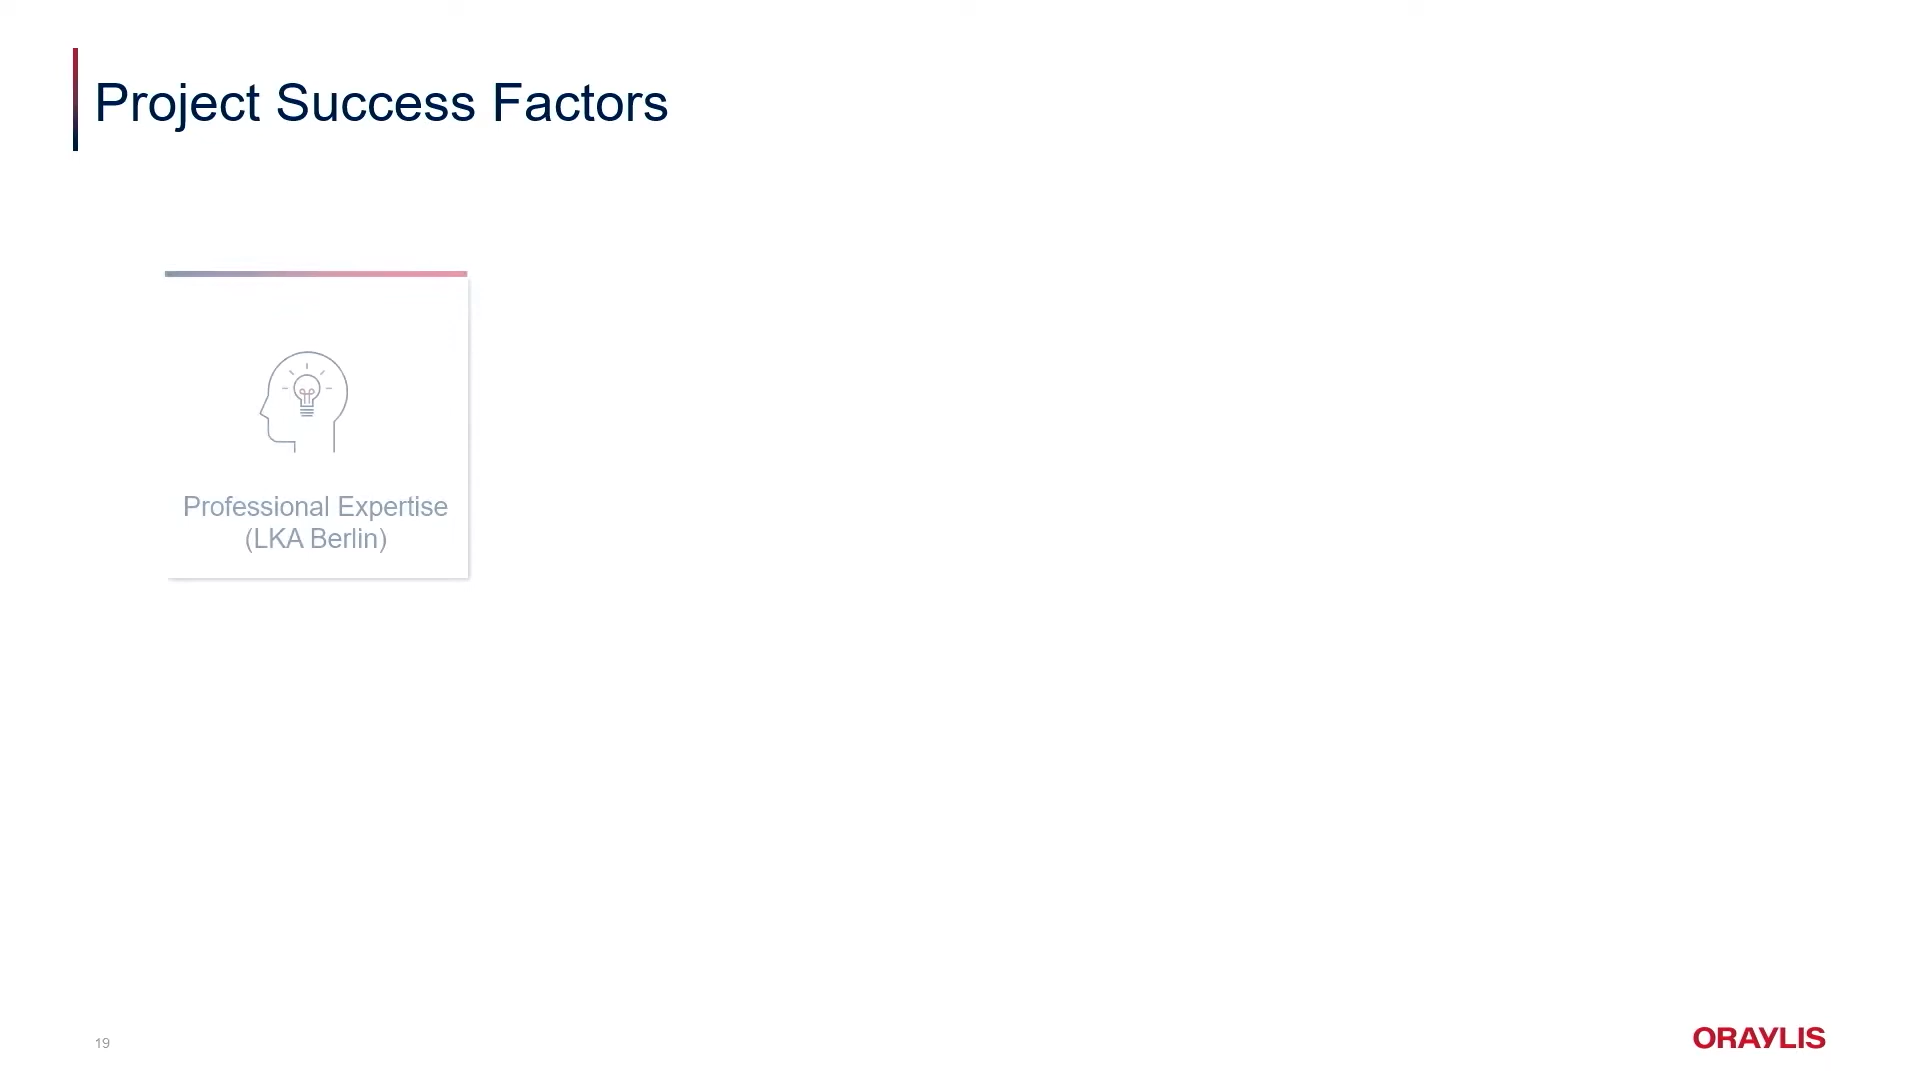 Project Success Factors
Professional Expertise
(LKA Berlin)
19
ORAYLIS